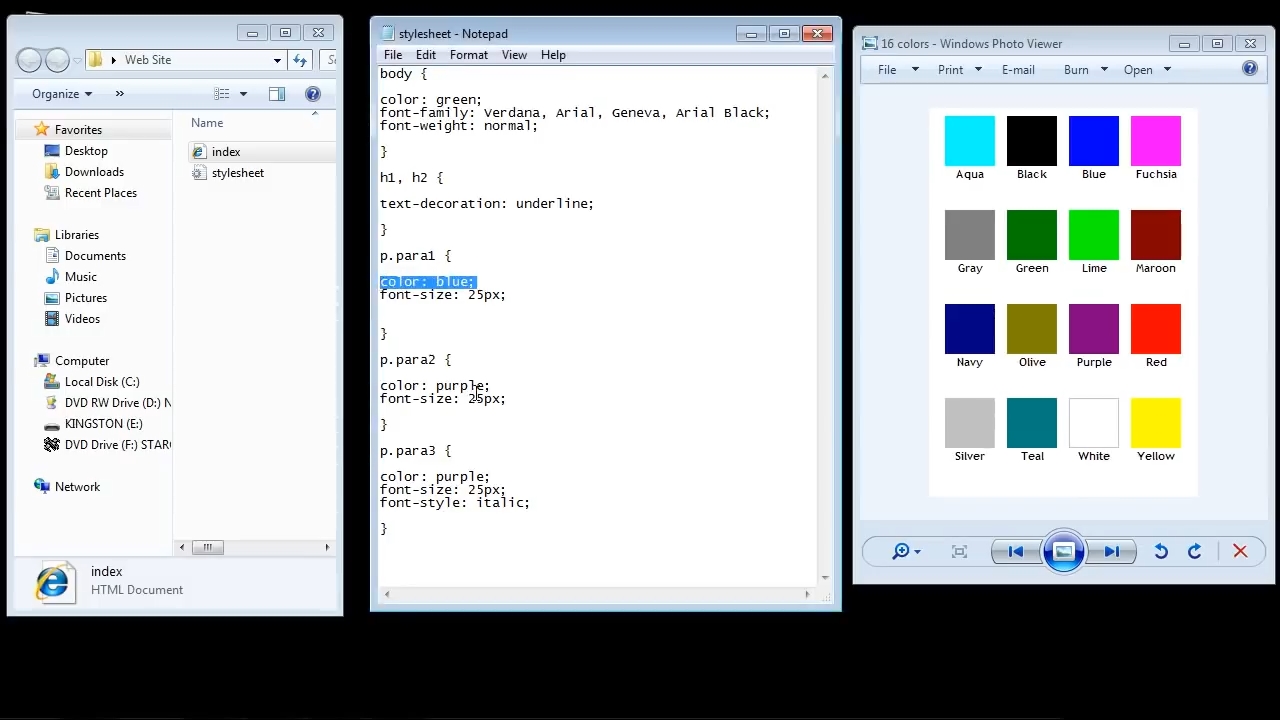 Web Site
Organize
»
Name
Favorites
Desktop
Downloads
Recent Places
index
stylesheet
Libraries
Documents
Music
Pictures
Videos
Computer
Local Disk (C:)
DVD RW Drive (D:) N
KINGSTON (E:)
DVD Drive (F:) STAR
Network
index
HTML Document
stylesheet - Notepad
File Edit Format View Help
body {
color: green;
font-family: Verdana, Arial, Geneva, Arial Black;
font-weight: normal;
}
h1, h2 {
text-decoration: underline;
}
p.para1 {
color: blue;
font-size: 25px;
}
p.para2 {
color: purple;
font-size: 25px;
}
p.para3 {
color: purple;
font-size: 25px;
font-style: italic;
}
16 colors - Windows Photo Viewer
File Print E-mail Burn Open
Aqua Black Blue Fuchsia
Gray Green Lime Maroon
Navy Olive Purple Red
Silver Teal White Yellow